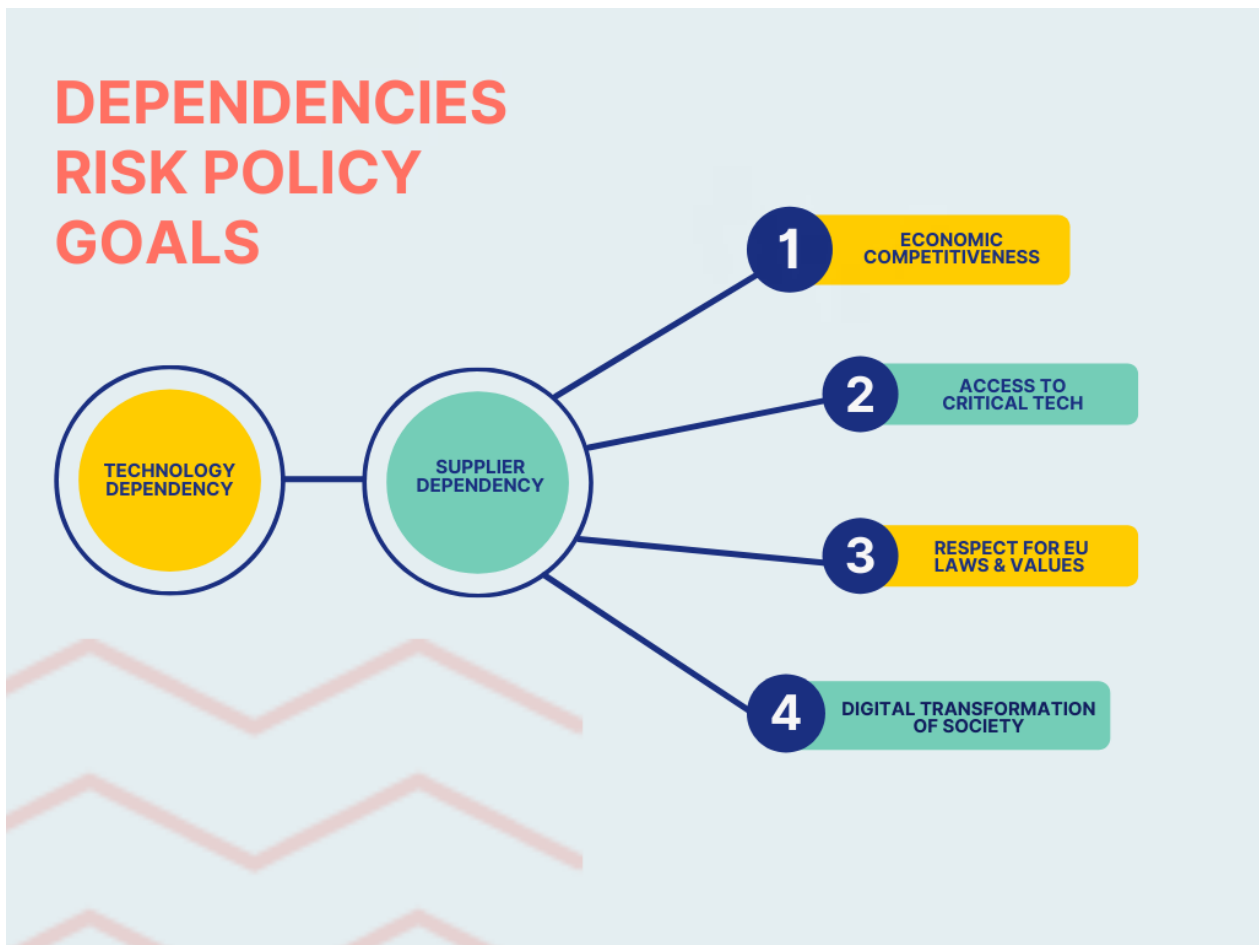 DEPENDENCIES
RISK POLICY
GOALS
TECHNOLOGY
DEPENDENCY
SUPPLIER
DEPENDENCY
1
ECONOMIC
COMPETITIVENESS
2
ACCESS TO
CRITICAL TECH
3
RESPECT FOR EU
LAWS & VALUES
4
DIGITAL TRANSFORMATION
OF SOCIETY